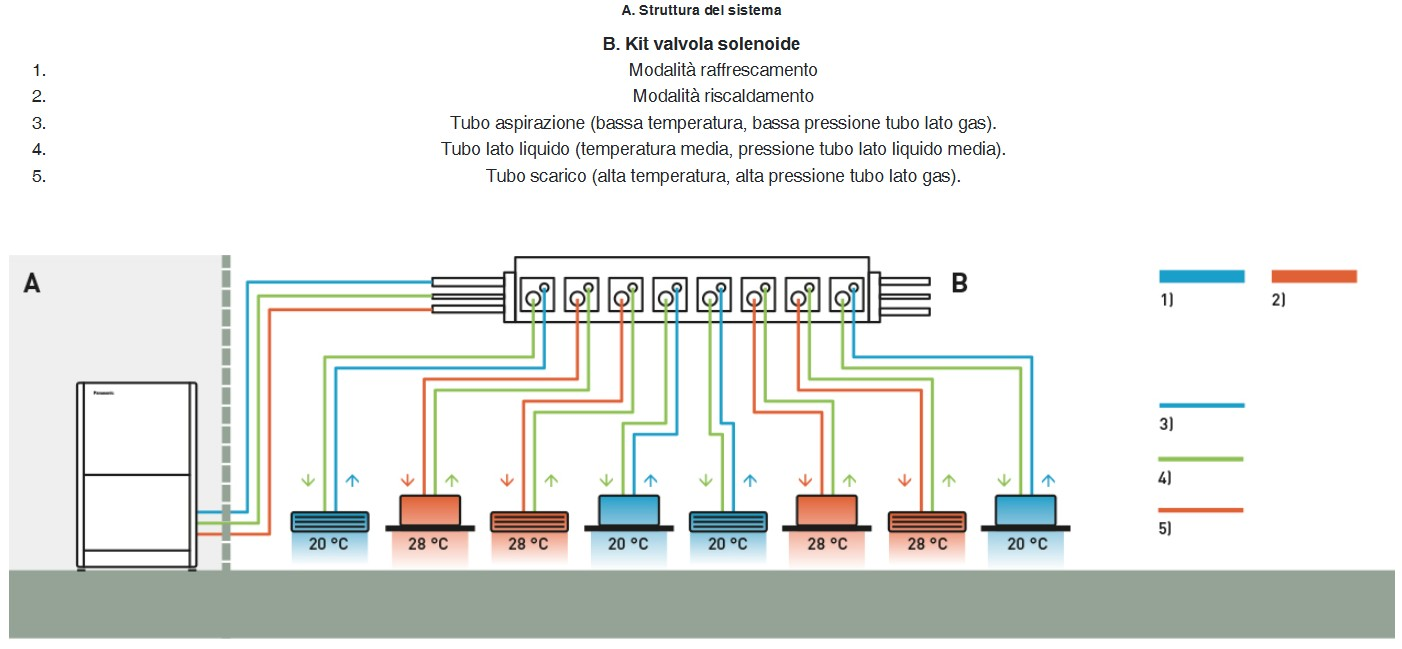 A. Struttura del sistema
B. Kit valvola solenoide
1. Modalità raffrescamento
2. Modalità riscaldamento
3. Tubo aspirazione (bassa temperatura, bassa pressione tubo lato gas).
4. Tubo lato liquido (temperatura media, pressione tubo lato liquido media).
5. Tubo scarico (alta temperatura, alta pressione tubo lato gas).
A
B
1)
2)
3)
4)
5)
Panasonic
20 °C 28 °C 28 °C 20 °C 20 °C 28 °C 28 °C 20 °C